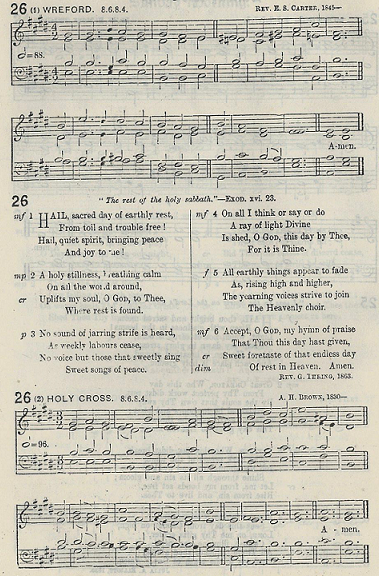 26 (1) WREFORD. 8.6.8.4. REV. E. S. CARTER, 1845—
= 88.
A-men.
26 "The rest of the holy sabbath."—EXOD. xvi. 23.
mf 1 HAIL, sacred day of earthly rest,
From toil and trouble free!
Hail, quiet spirit, bringing peace
And joy to me!
mp 2 A holy stillness, breathing calm
On all the world around,
cr Uplifts my soul, O GOD, to Thee,
Where rest is found.
p 3 No sound of jarring strife is heard,
As weekly labours cease,
No voice but those that sweetly sing
Sweet songs of peace.
mf 4 On all I think or say or do
A ray of light Divine
Is shed, O GOD, this day by Thee,
For it is Thine.
f 5 All earthly things appear to fade
As, rising high and higher,
The yearning voices strive to join
The Heavenly choir.
mf 6 Accept, O GOD, my hymn of praise
That Thou this day hast given,
cr Sweet foretaste of that endless day
dim Of rest in Heaven. Amen.
REV. G. THRING, 1863.
26 (2) HOLY CROSS. 8.6.8.4. A. H. BROWN, 1830—
= 96.
A - men.